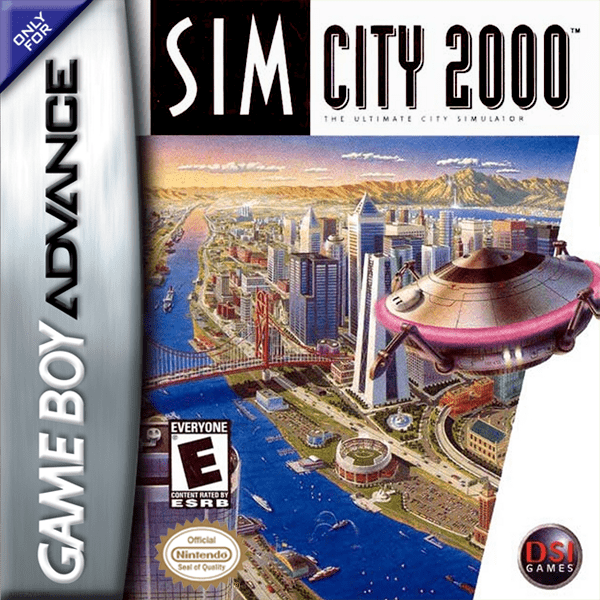 ONLY
FOR
GAME BOY ADVANCE
SIM CITY 2000™
THE ULTIMATE CITY SIMULATOR
EVERYONE
E
CONTENT RATED BY
ESRB
Official
Nintendo
Seal of Quality
DSI
GAMES